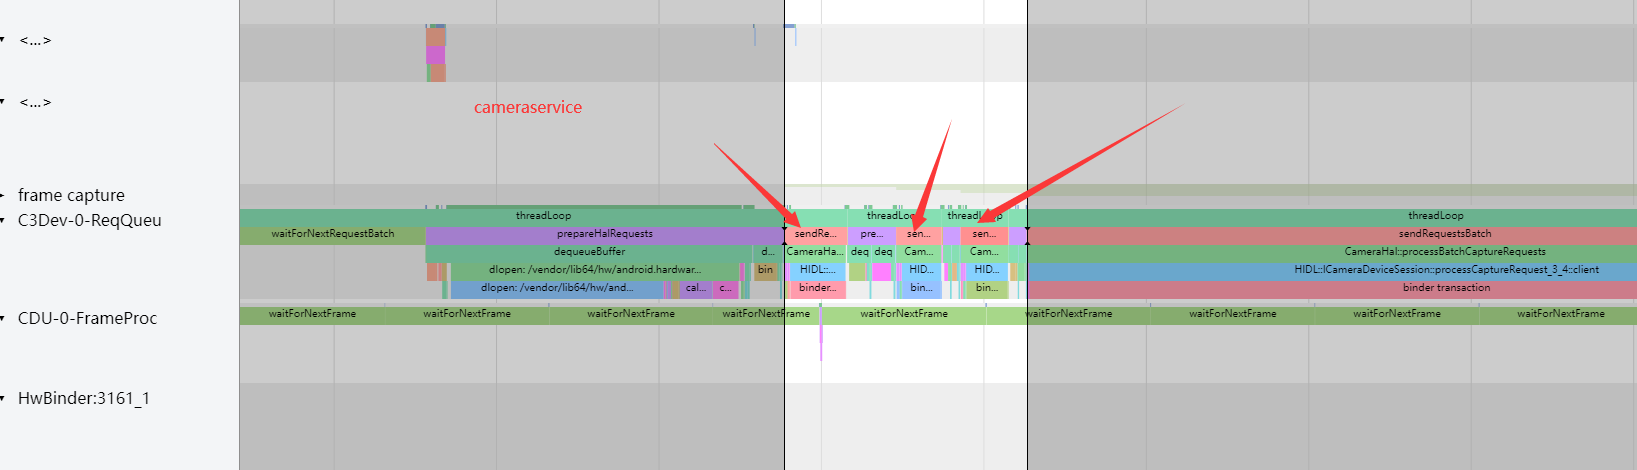 <...>
<...>
cameraservice
frame capture
C3Dev-0-ReqQueu
threadLoop threadLoop threadLoop threadLoop
waitForNextRequestBatch prepareHalRequests sendRe... pre... sen... sen... sendRequestsBatch
dequeueBuffer d... CameraHa... deq deq Cam... Cam... CameraHal::processBatchCaptureRequests
dlopen: /vendor/lib64/hw/android.hardwar... bin HIDL::... HID... HID... HIDL::ICameraDeviceSession::processCaptureRequest_3_4::client
dlopen: /vendor/lib64/hw/and... cal... c... binder... bin... bin... binder transaction
CDU-0-FrameProc
waitForNextFrame waitForNextFrame waitForNextFrame waitForNextFrame waitForNextFrame waitForNextFrame waitForNextFrame waitForNextFrame waitForNextFrame
HwBinder:3161_1